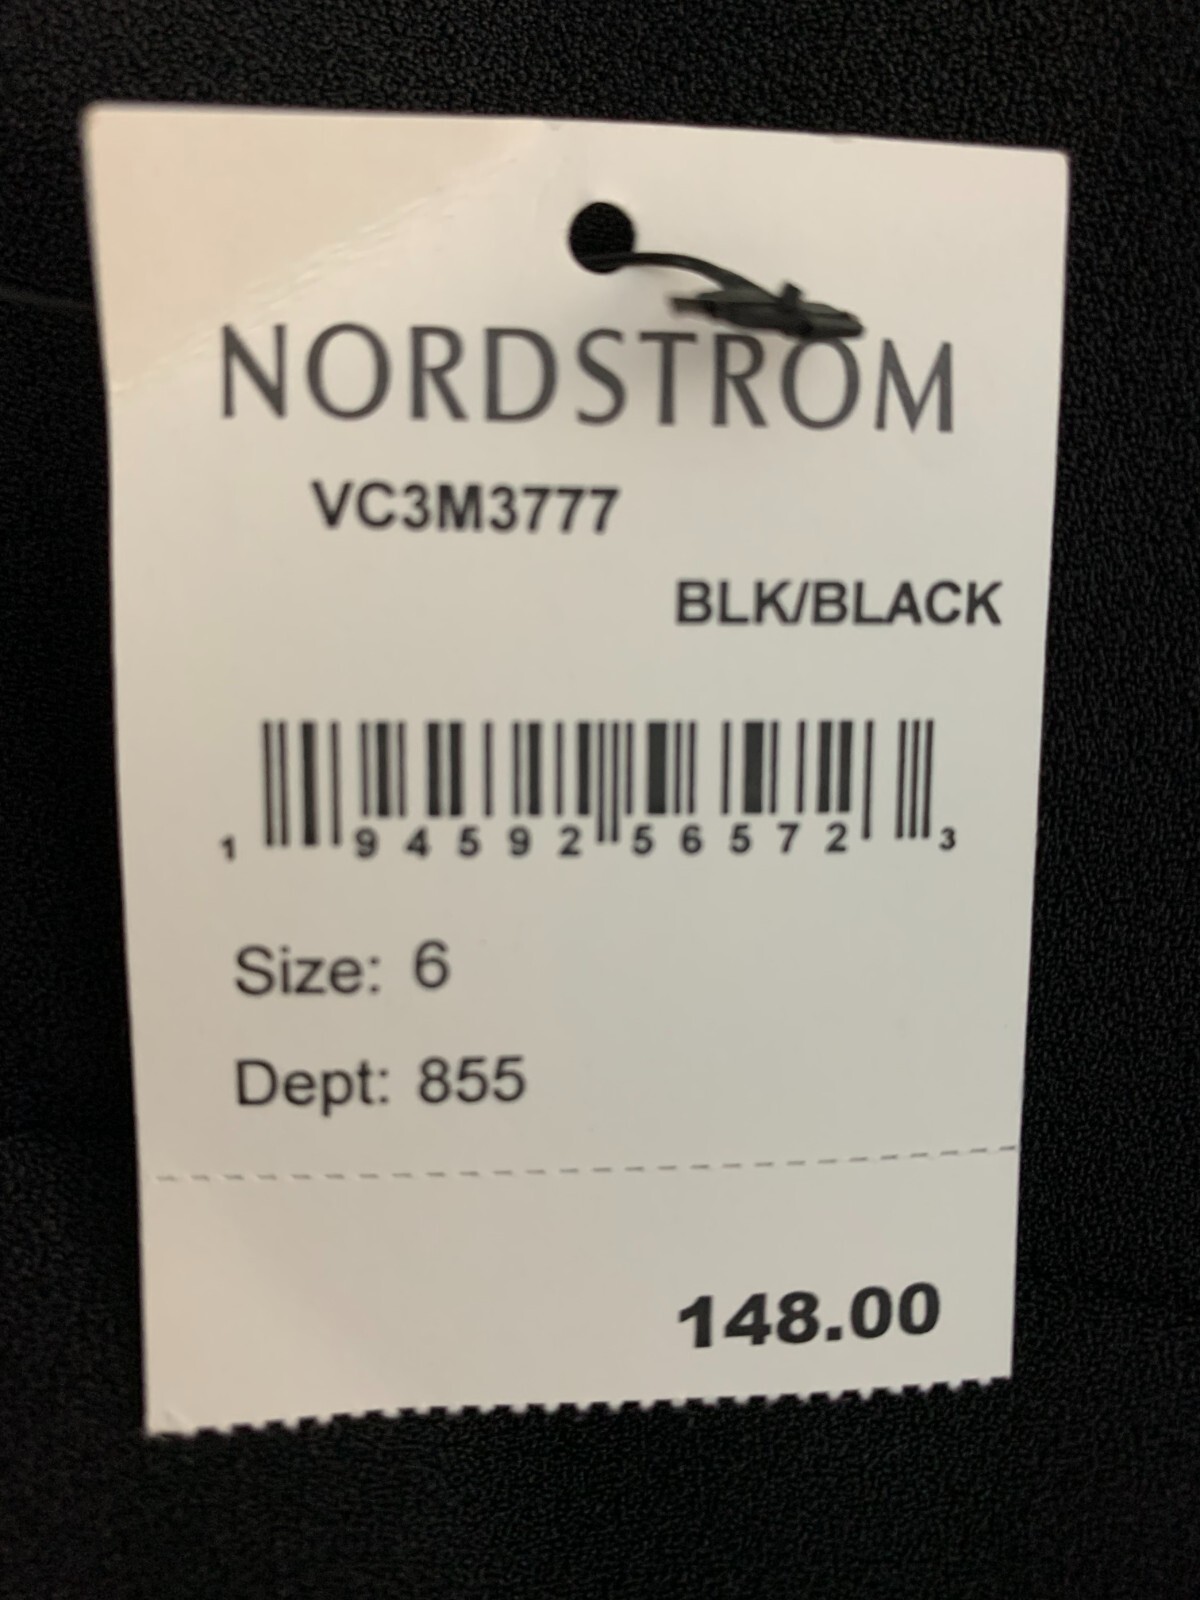 NORDSTROM
VC3M3777
BLK/BLACK
1 94592 56572 3
Size: 6
Dept: 855
148.00